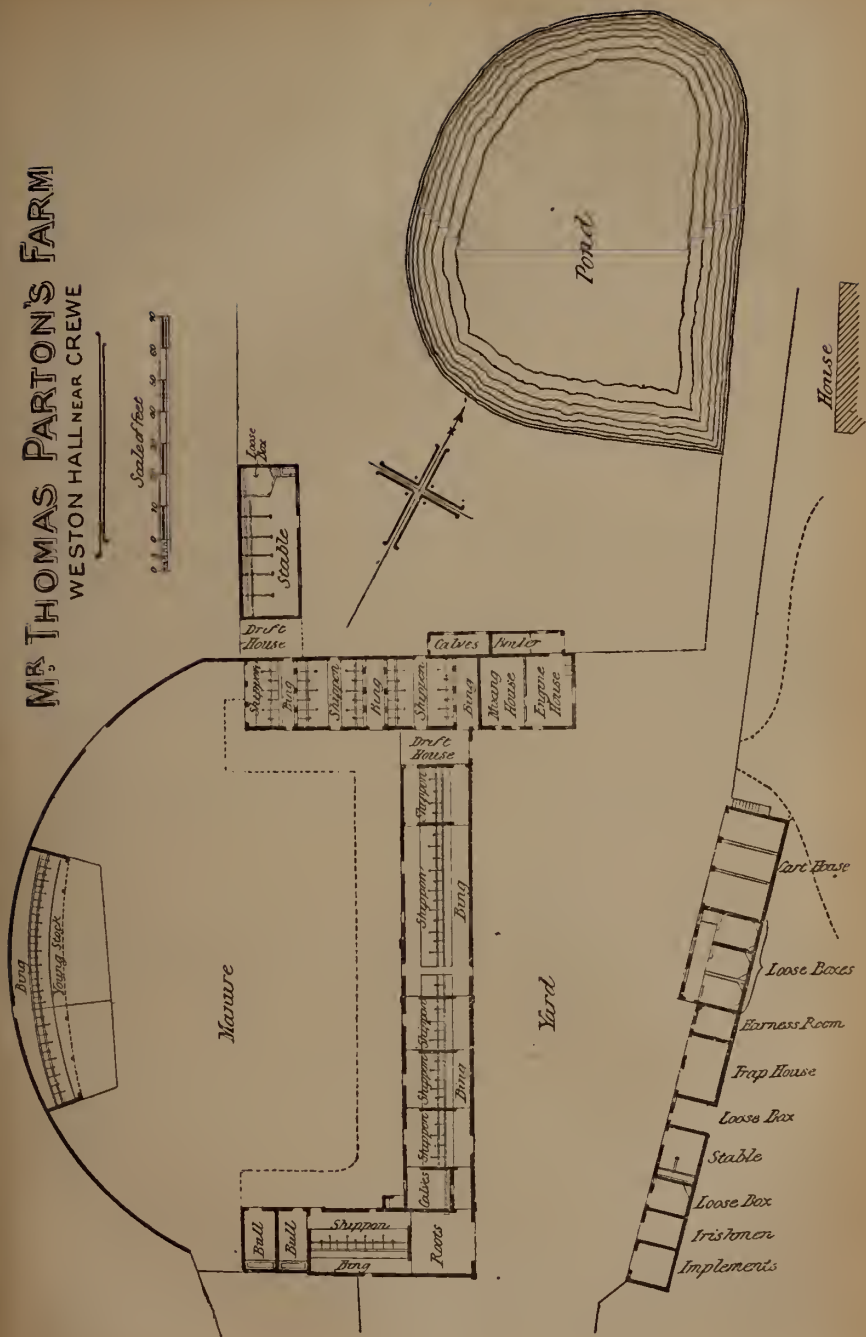 MR. THOMAS PARTON'S FARM
WESTON HALL NEAR CREWE
Scale of feet
Loose
Box
Stable
Drift
House
Pond
House
Calves
Boiler
Shippon
Bing
Shippon
Bing
Shippon
Bing
Mixing
House
Engine
House
Drift
House
Bing
Young Stock
Manure
Shippon
Shippon
Bing
Shippon
Shippon
Bing
Shippon
Calves
Yard
Bull
Bull
Shippon
Bing
Roots
Cart House
Loose Boxes
Harness Room
Trap House
Loose Box
Stable
Loose Box
Irishmen
Implements